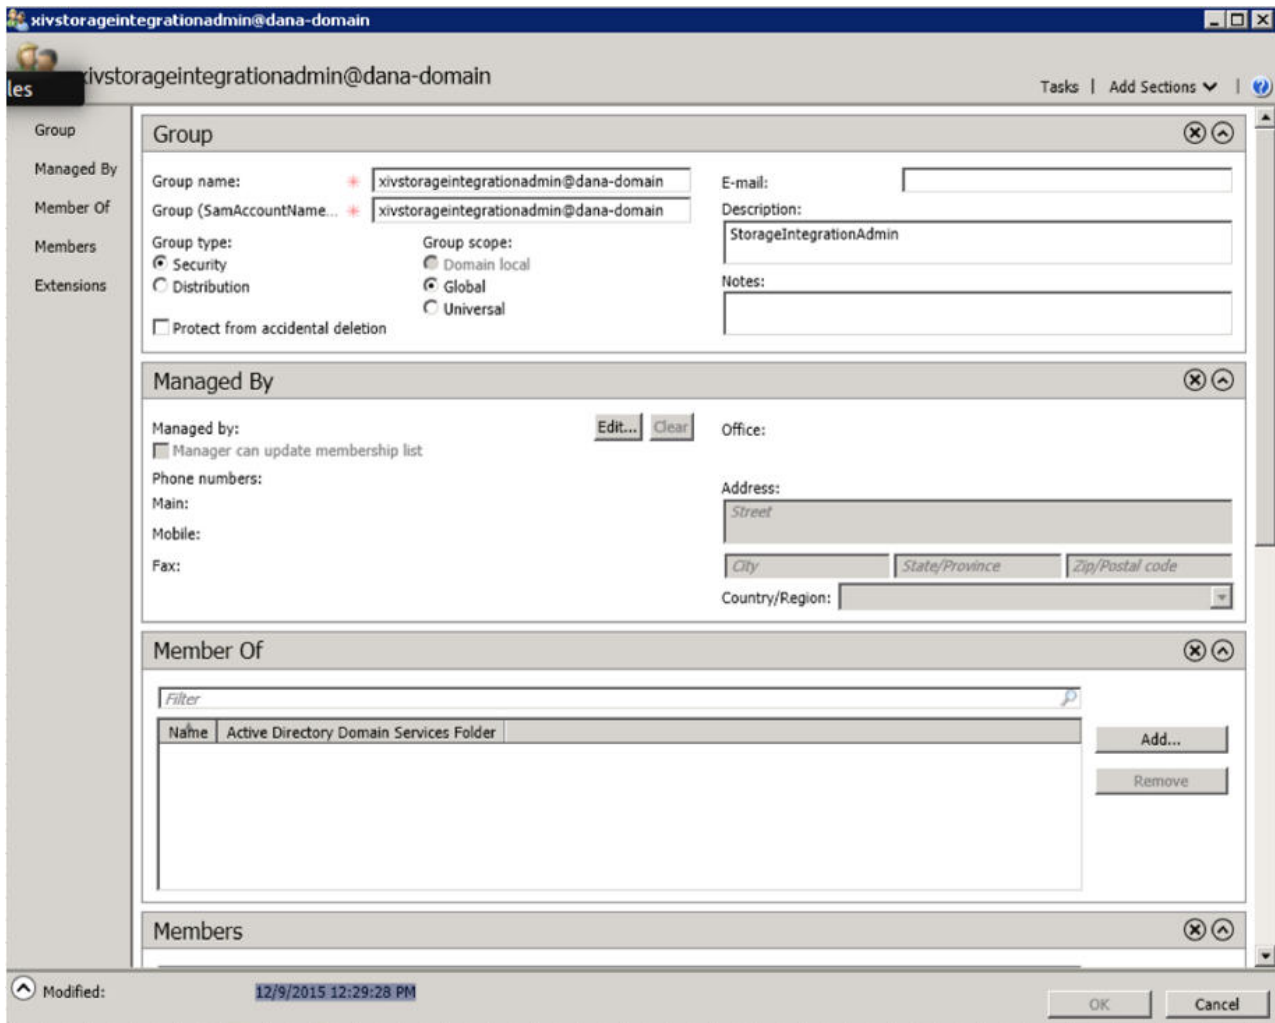 xivstorageintegrationadmin@dana-domain
ivstorageintegrationadmin@dana-domain
les
Tasks | Add Sections |
Group
Managed By
Member Of
Members
Extensions
Group
Group name: * xivstorageintegrationadmin@dana-domain
Group (SamAccountName... * xivstorageintegrationadmin@dana-domain
Group type:
Security
Distribution
Group scope:
Domain local
Global
Universal
Protect from accidental deletion
E-mail:
Description:
StorageIntegrationAdmin
Notes:
Managed By
Managed by:
Edit... Clear
Manager can update membership list
Phone numbers:
Main:
Mobile:
Fax:
Office:
Address:
Street
City State/Province Zip/Postal code
Country/Region:
Member Of
Filter
Name Active Directory Domain Services Folder
Add...
Remove
Members
Modified: 12/9/2015 12:29:28 PM
OK Cancel